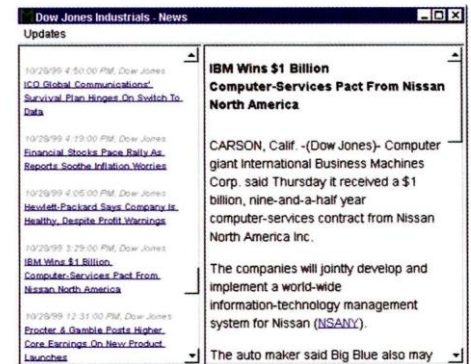 Dow Jones Industrials - News
Updates
10/28/99 4:50:00 PM, Dow Jones
ICO Global Communications'
Survival Plan Hinges On Switch To
Data
10/28/99 4:19:00 PM, Dow Jones
Financial Stocks Pace Rally As
Reports Soothe Inflation Worries
10/28/99 4:05:00 PM, Dow Jones
Hewlett-Packard Says Company Is
Healthy, Despite Profit Warnings
10/28/99 3:29:00 PM, Dow Jones
IBM Wins $1 Billion
Computer-Services Pact From
Nissan North America
10/28/99 12:31:00 PM, Dow Jones
Procter & Gamble Posts Higher
Core Earnings On New Product
Launches
IBM Wins $1 Billion
Computer-Services Pact From Nissan
North America
CARSON, Calif. -(Dow Jones)- Computer
giant International Business Machines
Corp. said Thursday it received a $1
billion, nine-and-a-half year
computer-services contract from Nissan
North America Inc.
The companies will jointly develop and
implement a world-wide
information-technology management
system for Nissan (NSANY).
The auto maker said Big Blue also may